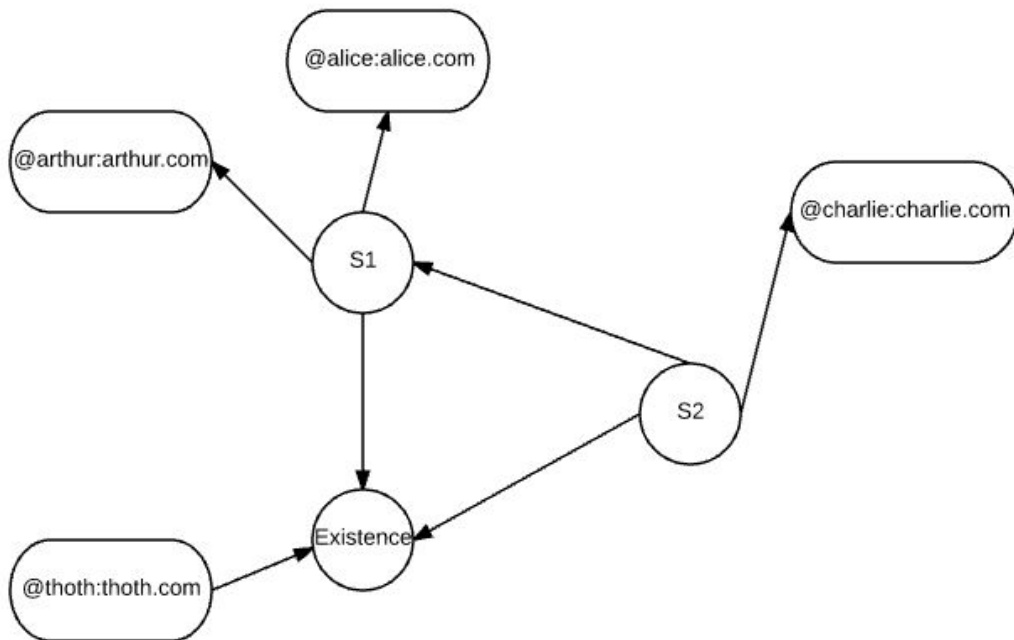 @alice:alice.com
@arthur:arthur.com
@charlie:charlie.com
S1
S2
Existence
@thoth:thoth.com